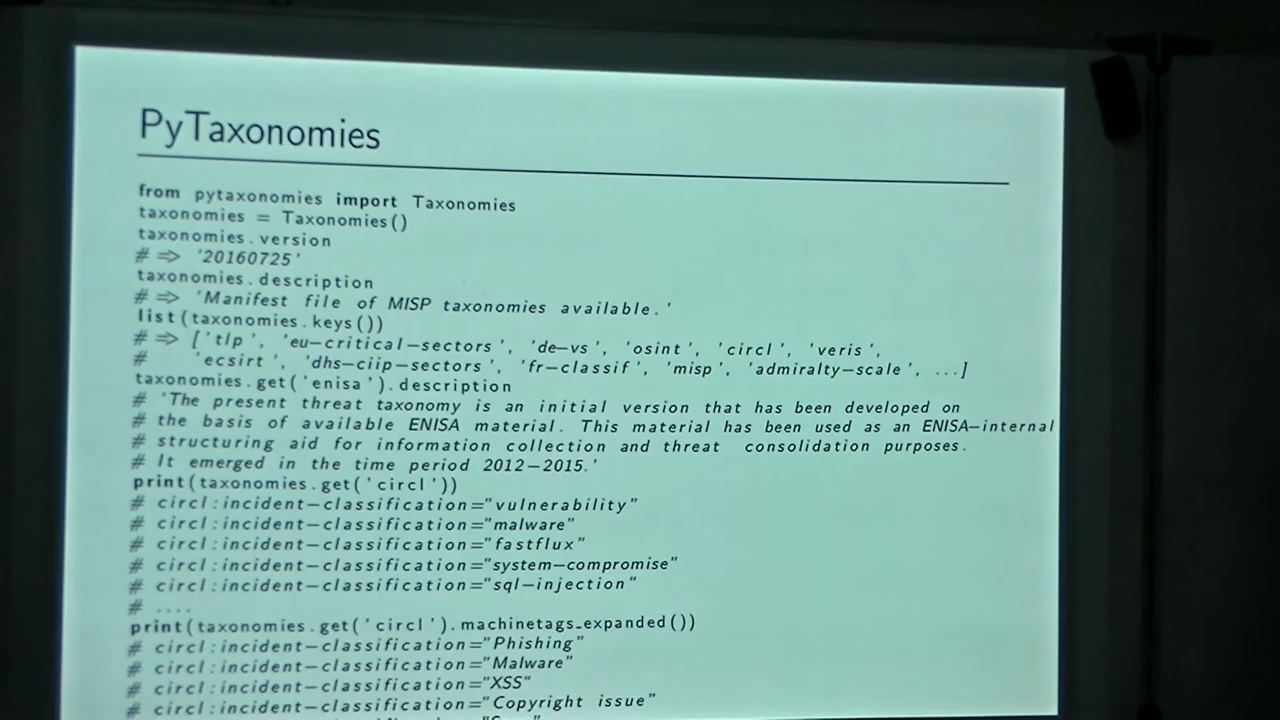 PyTaxonomies
from pytaxonomies import Taxonomies
taxonomies = Taxonomies()
taxonomies.version
# => '20160725'
taxonomies.description
# => 'Manifest file of MISP taxonomies available.'
list(taxonomies.keys())
# => ['tlp', 'eu-critical-sectors', 'de-vs', 'osint', 'circl', 'veris',
# 'ecsirt', 'dhs-ciip-sectors', 'fr-classif', 'misp', 'admiralty-scale', ...]
taxonomies.get('enisa').description
# 'The present threat taxonomy is an initial version that has been developed on
# the basis of available ENISA material. This material has been used as an ENISA-internal
# structuring aid for information collection and threat consolidation purposes.
# It emerged in the time period 2012-2015.'
print(taxonomies.get('circl'))
# circl:incident-classification="vulnerability"
# circl:incident-classification="malware"
# circl:incident-classification="fastflux"
# circl:incident-classification="system-compromise"
# circl:incident-classification="sql-injection"
# ....
print(taxonomies.get('circl').machinetags_expanded())
# circl:incident-classification="Phishing"
# circl:incident-classification="Malware"
# circl:incident-classification="XSS"
# circl:incident-classification="Copyright issue"